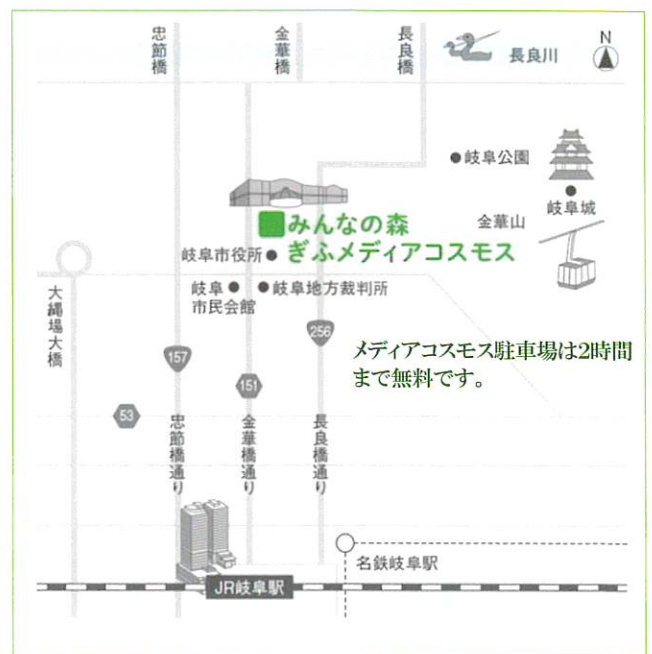 忠節橋
金華橋
長良橋
長良川
N
岐阜公園
岐阜城
金華山
みんなの森
ぎふメディアコスモス
岐阜市役所
岐阜
市民会館
岐阜地方裁判所
大縄場大橋
256
メディアコスモス駐車場は2時間
まで無料です。
157
151
53
忠節橋通り
金華橋通り
長良橋通り
名鉄岐阜駅
JR岐阜駅